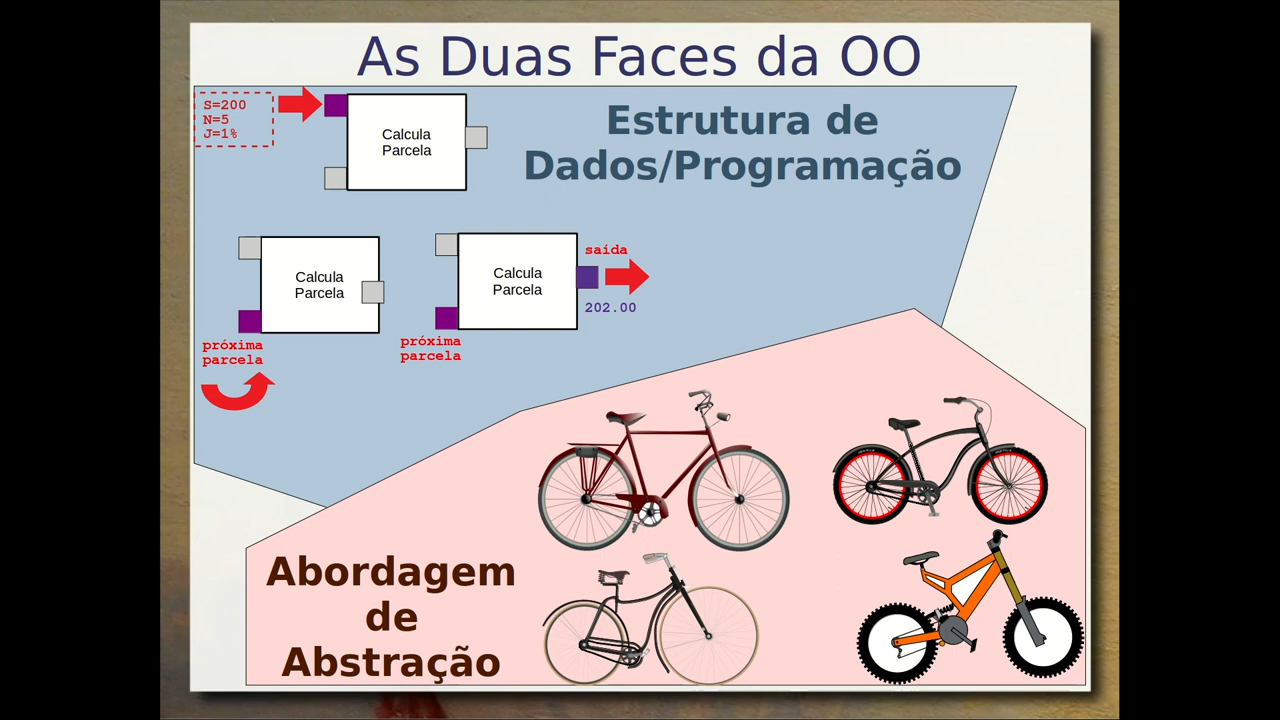 As Duas Faces da OO
S=200
N=5
J=1%
Calcula
Parcela
Estrutura de
Dados/Programação
Calcula
Parcela
próxima
parcela
Calcula
Parcela
próxima
parcela
saída
202.00
Abordagem
de
Abstração